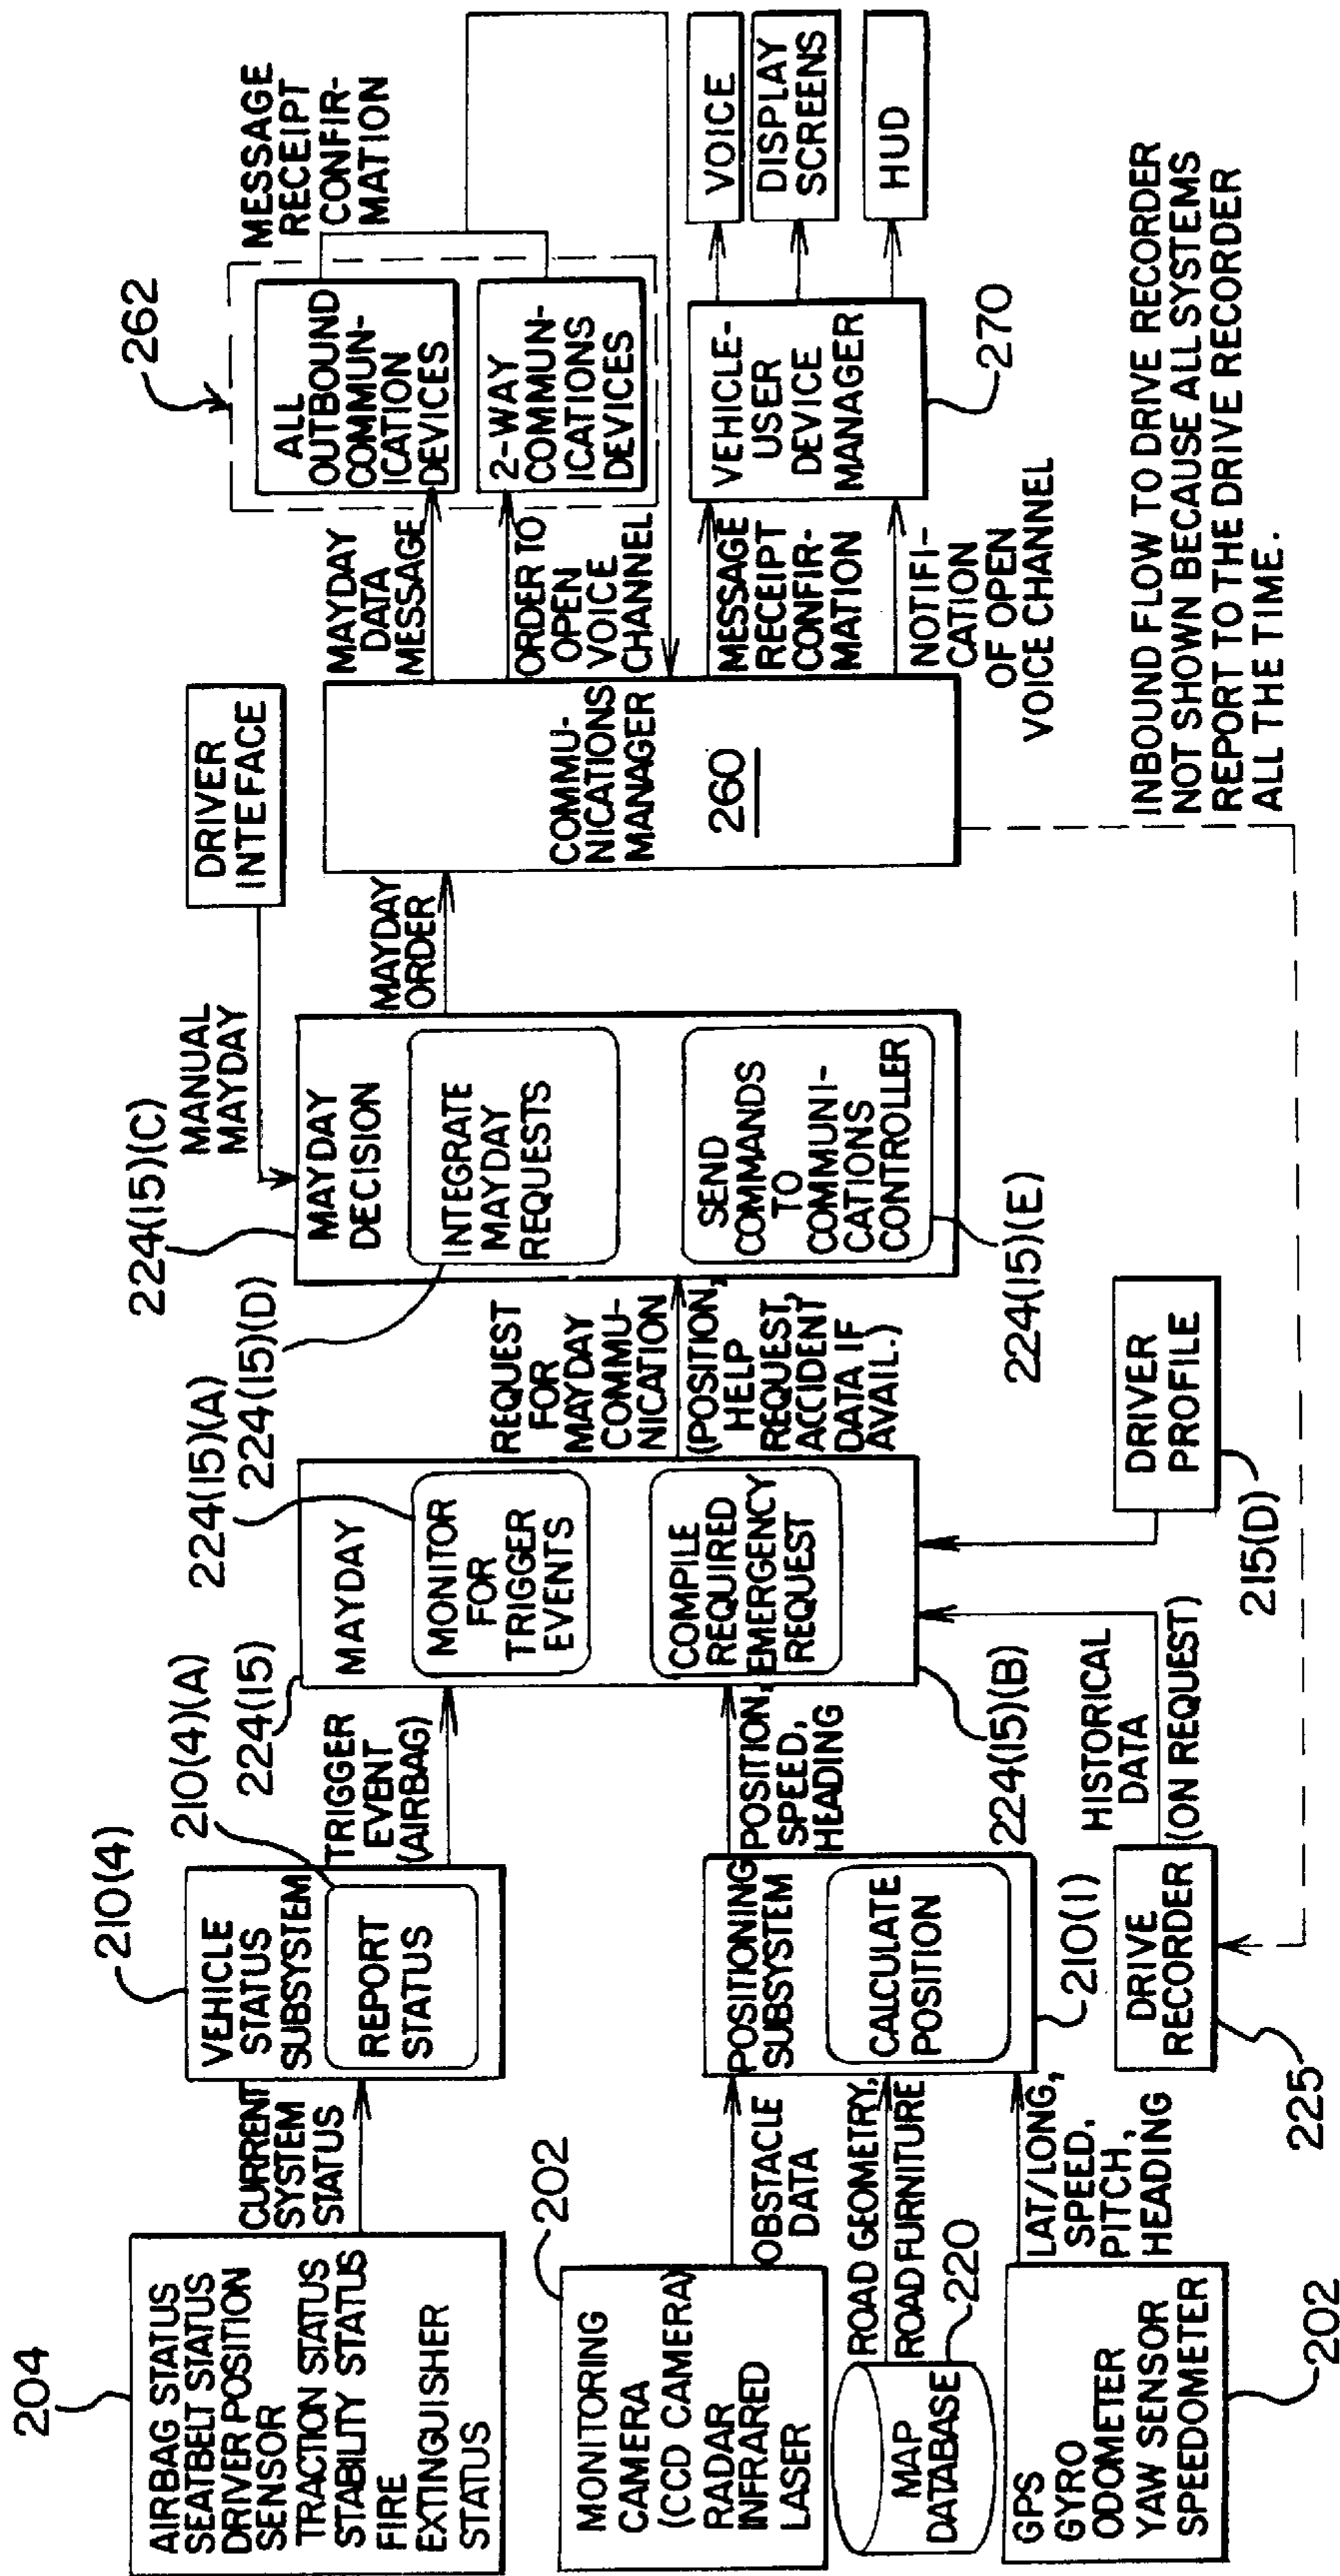 204
AIRBAG STATUS
SEATBELT STATUS
DRIVER POSITION
SENSOR
TRACTION STATUS
STABILITY STATUS
FIRE
EXTINGUISHER
STATUS
CURRENT
SYSTEM
STATUS
210(4)
VEHICLE
STATUS
SUBSYSTEM
REPORT
STATUS
210(4)(A)
TRIGGER
EVENT
(AIRBAG)
202
MONITORING
CAMERA
(CCD CAMERA)
RADAR
INFRARED
LASER
OBSTACLE
DATA
MAP
DATABASE
220
ROAD GEOMETRY,
ROAD FURNITURE
GPS
GYRO
ODOMETER
YAW SENSOR
SPEEDOMETER
202
LAT/LONG,
SPEED,
PITCH,
HEADING
POSITIONING
SUBSYSTEM
CALCULATE
POSITION
210(1)
POSITION,
SPEED,
HEADING
DRIVE
RECORDER
225
HISTORICAL
DATA
(ON REQUEST)
224(15)
MAYDAY
224(15)(A)
MONITOR
FOR
TRIGGER
EVENTS
COMPILE
REQUIRED
EMERGENCY
REQUEST
224(15)(B)
DRIVER
PROFILE
215(D)
REQUEST
FOR
MAYDAY
COMMU-
NICATION
(POSITION,
HELP
REQUEST,
ACCIDENT
DATA IF
AVAIL.)
224(15)(C)
MAYDAY
DECISION
224(15)(D)
INTEGRATE
MAYDAY
REQUESTS
SEND
COMMANDS
TO
COMMUNI-
CATIONS
CONTROLLER
224(15)(E)
MANUAL
MAYDAY
DRIVER
INTEFACE
MAYDAY
ORDER
COMMU-
NICATIONS
MANAGER
260
MAYDAY
DATA
MESSAGE
ORDER TO
OPEN
VOICE
CHANNEL
262
ALL
OUTBOUND
COMMUN-
ICATION
DEVICES
2-WAY
COMMUN-
ICATIONS
DEVICES
MESSAGE
RECEIPT
CONFIR-
MATION
MESSAGE
RECEIPT
CONFIR-
MATION
NOTIFI-
CATION
OF OPEN
VOICE CHANNEL
VEHICLE-
USER
DEVICE
MANAGER
270
VOICE
DISPLAY
SCREENS
HUD
INBOUND FLOW TO DRIVE RECORDER
NOT SHOWN BECAUSE ALL SYSTEMS
REPORT TO THE DRIVE RECORDER
ALL THE TIME.